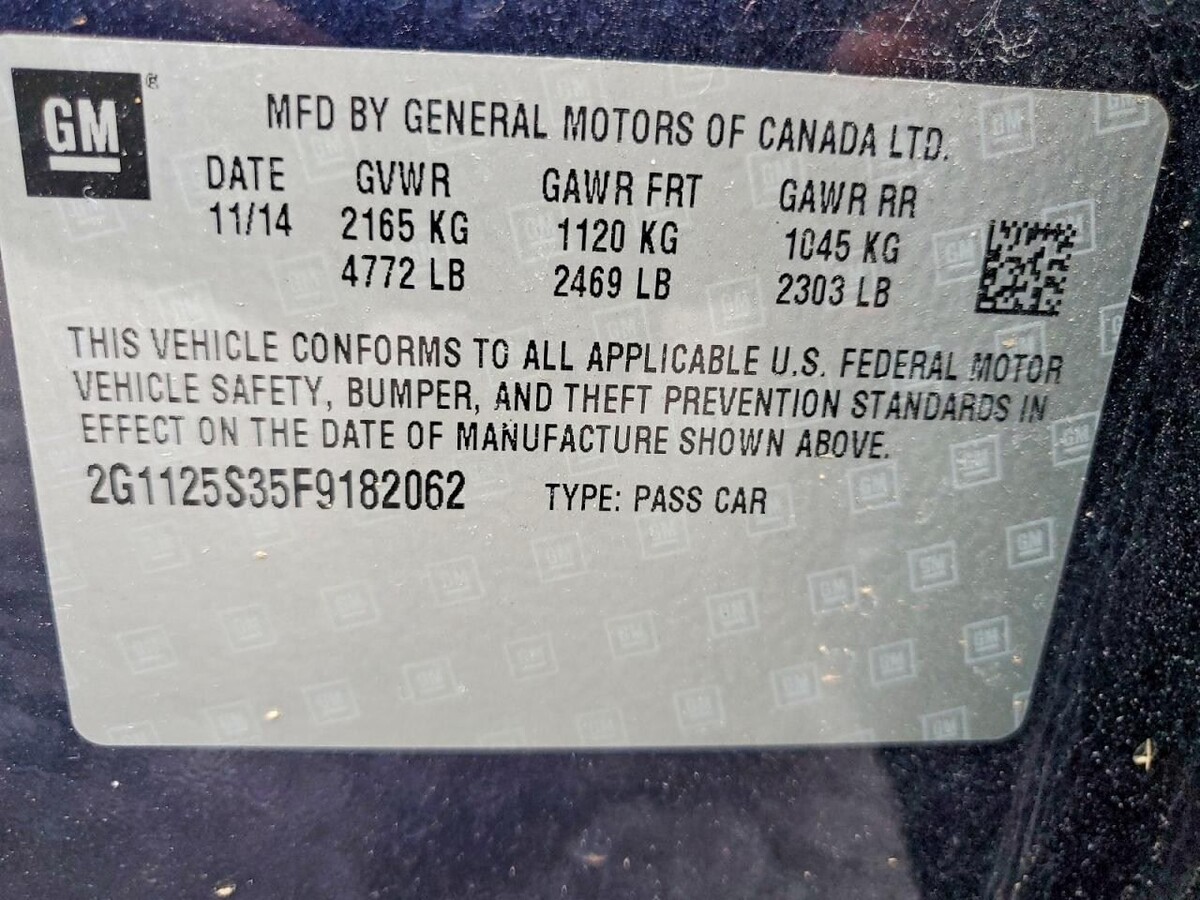 GM ®
MFD BY GENERAL MOTORS OF CANADA LTD.
DATE GVWR GAWR FRT GAWR RR
11/14 2165 KG 1120 KG 1045 KG
4772 LB 2469 LB 2303 LB
THIS VEHICLE CONFORMS TO ALL APPLICABLE U.S. FEDERAL MOTOR
VEHICLE SAFETY, BUMPER, AND THEFT PREVENTION STANDARDS IN
EFFECT ON THE DATE OF MANUFACTURE SHOWN ABOVE.
2G1125S35F9182062 TYPE: PASS CAR